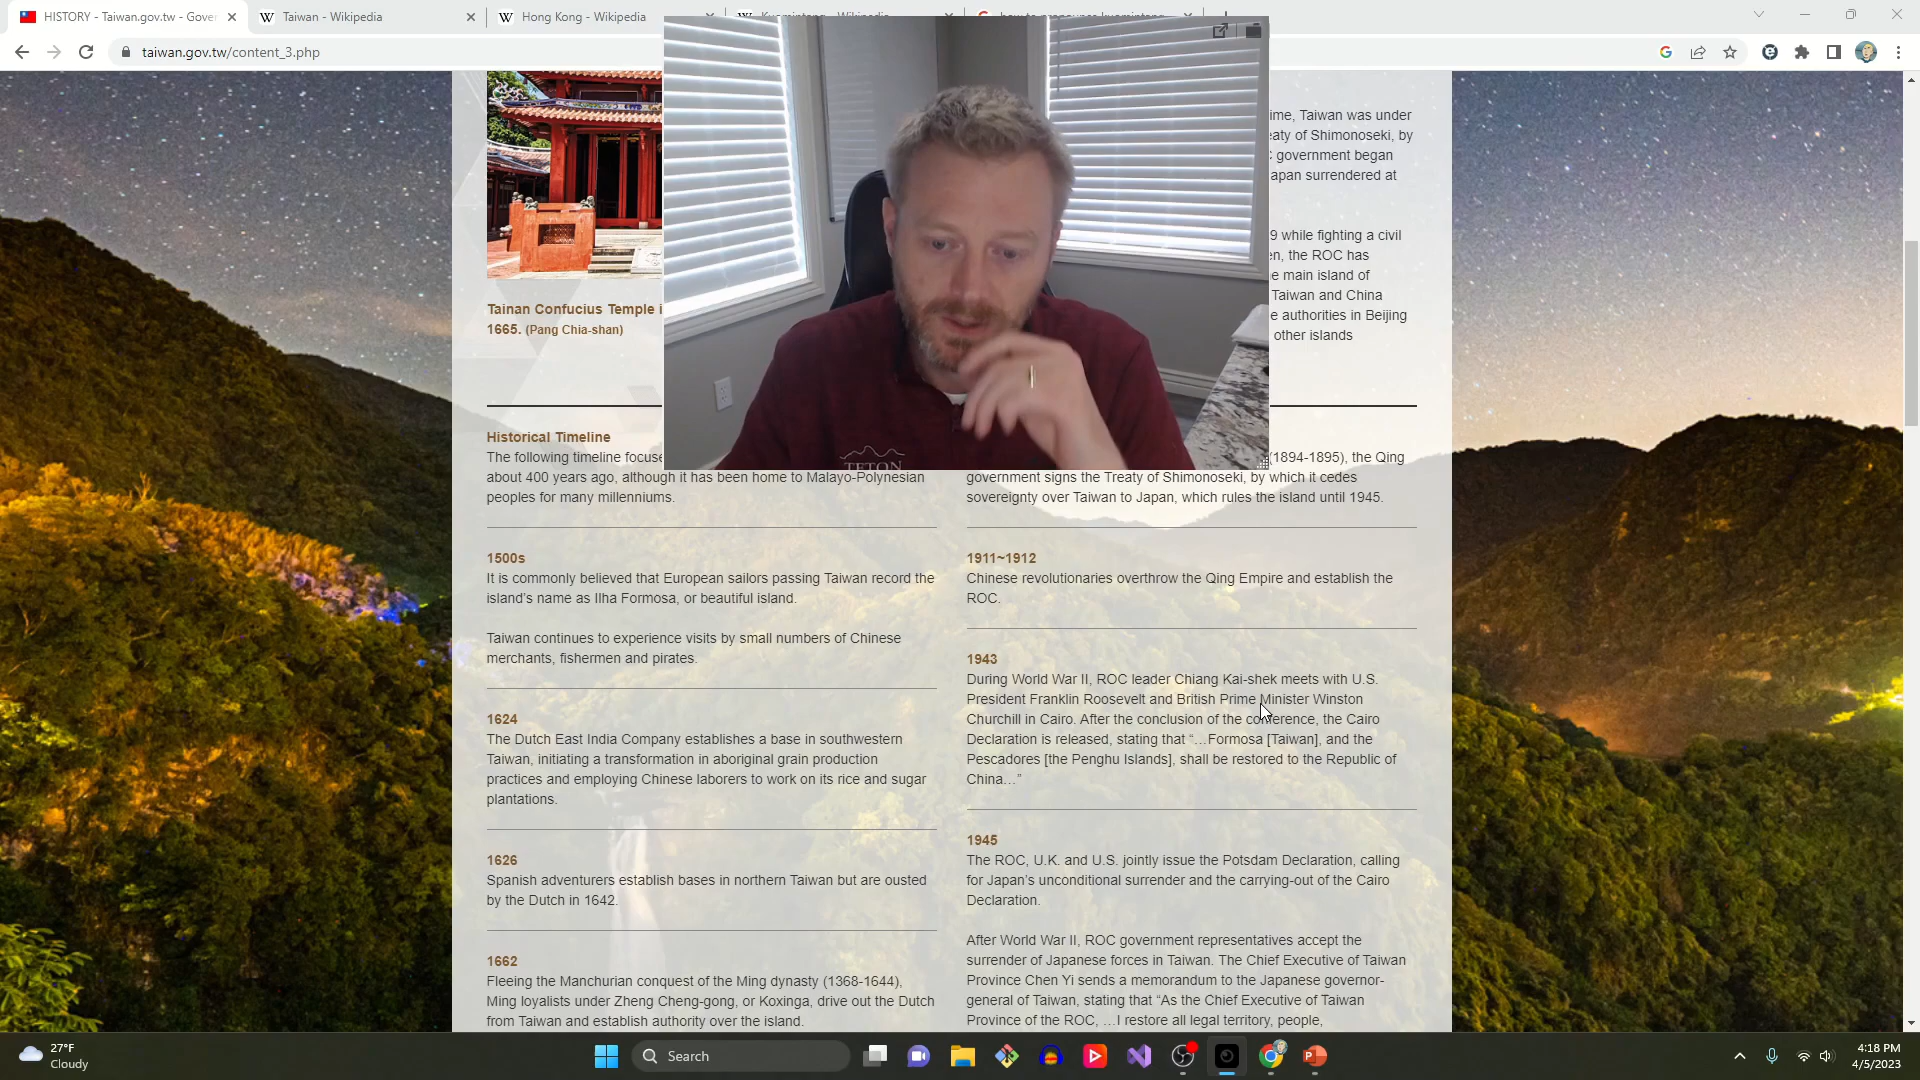 HISTORY - Taiwan.gov.tw - Gover
Taiwan - Wikipedia
Hong Kong - Wikipedia
taiwan.gov.tw/content_3.php
Tainan Confucius Temple i
1665. (Pang Chia-shan)
ime, Taiwan was under
eaty of Shimonoseki, by
C government began
apan surrendered at
9 while fighting a civil
en, the ROC has
e main island of
Taiwan and China
e authorities in Beijing
other islands
TETON
Historical Timeline
The following timeline focuse
about 400 years ago, although it has been home to Malayo-Polynesian
peoples for many millenniums.
1500s
It is commonly believed that European sailors passing Taiwan record the
island's name as Ilha Formosa, or beautiful island.
Taiwan continues to experience visits by small numbers of Chinese
merchants, fishermen and pirates.
1624
The Dutch East India Company establishes a base in southwestern
Taiwan, initiating a transformation in aboriginal grain production
practices and employing Chinese laborers to work on its rice and sugar
plantations.
1626
Spanish adventurers establish bases in northern Taiwan but are ousted
by the Dutch in 1642.
1662
Fleeing the Manchurian conquest of the Ming dynasty (1368-1644),
Ming loyalists under Zheng Cheng-gong, or Koxinga, drive out the Dutch
from Taiwan and establish authority over the island.
(1894-1895), the Qing
government signs the Treaty of Shimonoseki, by which it cedes
sovereignty over Taiwan to Japan, which rules the island until 1945.
1911~1912
Chinese revolutionaries overthrow the Qing Empire and establish the
ROC.
1943
During World War II, ROC leader Chiang Kai-shek meets with U.S.
President Franklin Roosevelt and British Prime Minister Winston
Churchill in Cairo. After the conclusion of the conference, the Cairo
Declaration is released, stating that “…Formosa [Taiwan], and the
Pescadores [the Penghu Islands], shall be restored to the Republic of
China…”
1945
The ROC, U.K. and U.S. jointly issue the Potsdam Declaration, calling
for Japan's unconditional surrender and the carrying-out of the Cairo
Declaration.
After World War II, ROC government representatives accept the
surrender of Japanese forces in Taiwan. The Chief Executive of Taiwan
Province Chen Yi sends a memorandum to the Japanese governor-
general of Taiwan, stating that “As the Chief Executive of Taiwan
Province of the ROC, …I restore all legal territory, people,
27°F
Cloudy
Search
4:18 PM
4/5/2023